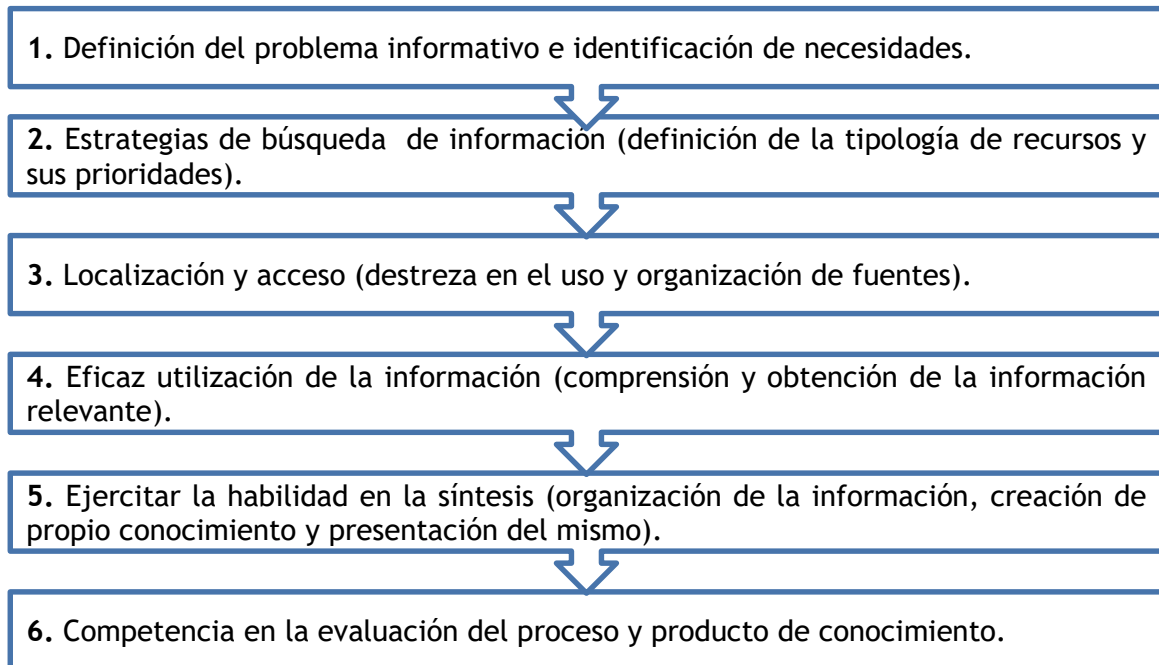 1. Definición del problema informativo e identificación de necesidades.
2. Estrategias de búsqueda  de información (definición de la tipología de recursos y
sus prioridades).
3. Localización y acceso (destreza en el uso y organización de fuentes).
4. Eficaz utilización de la información (comprensión y obtención de la información
relevante).
5. Ejercitar la habilidad en la síntesis (organización de la información, creación de
propio conocimiento y presentación del mismo).
6. Competencia en la evaluación del proceso y producto de conocimiento.